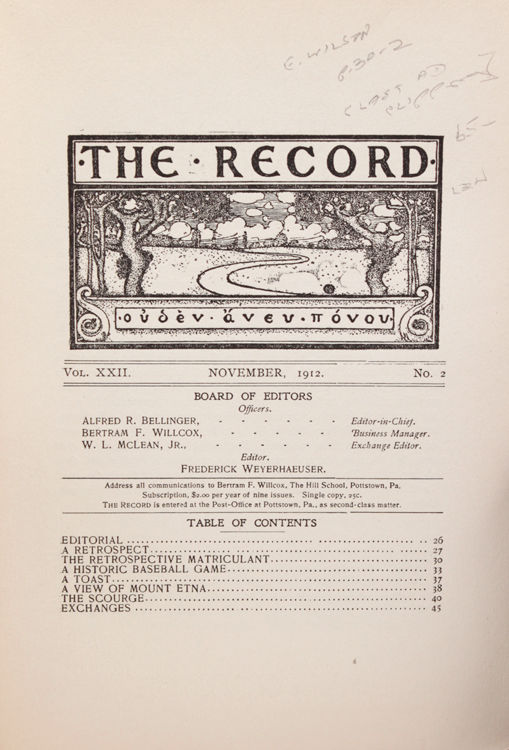 E. WILSON
THE · RECORD
· οὐδὲν · ἄνευ · πόνου ·
VOL. XXII. NOVEMBER, 1912. No. 2
BOARD OF EDITORS
Officers.
ALFRED R. BELLINGER, - - - - - - Editor-in-Chief.
BERTRAM F. WILLCOX, - - - - - - Business Manager.
W. L. MCLEAN, JR., - - - - - - Exchange Editor.
Editor.
FREDERICK WEYERHAEUSER.
Address all communications to Bertram F. Willcox, The Hill School, Pottstown, Pa.
Subscription, $2.00 per year of nine issues. Single copy, 25c.
THE RECORD is entered at the Post-Office at Pottstown, Pa., as second-class matter.
TABLE OF CONTENTS
EDITORIAL 26
A RETROSPECT 27
THE RETROSPECTIVE MATRICULANT 30
A HISTORIC BASEBALL GAME 33
A TOAST 37
A VIEW OF MOUNT ETNA 38
THE SCOURGE 40
EXCHANGES 45